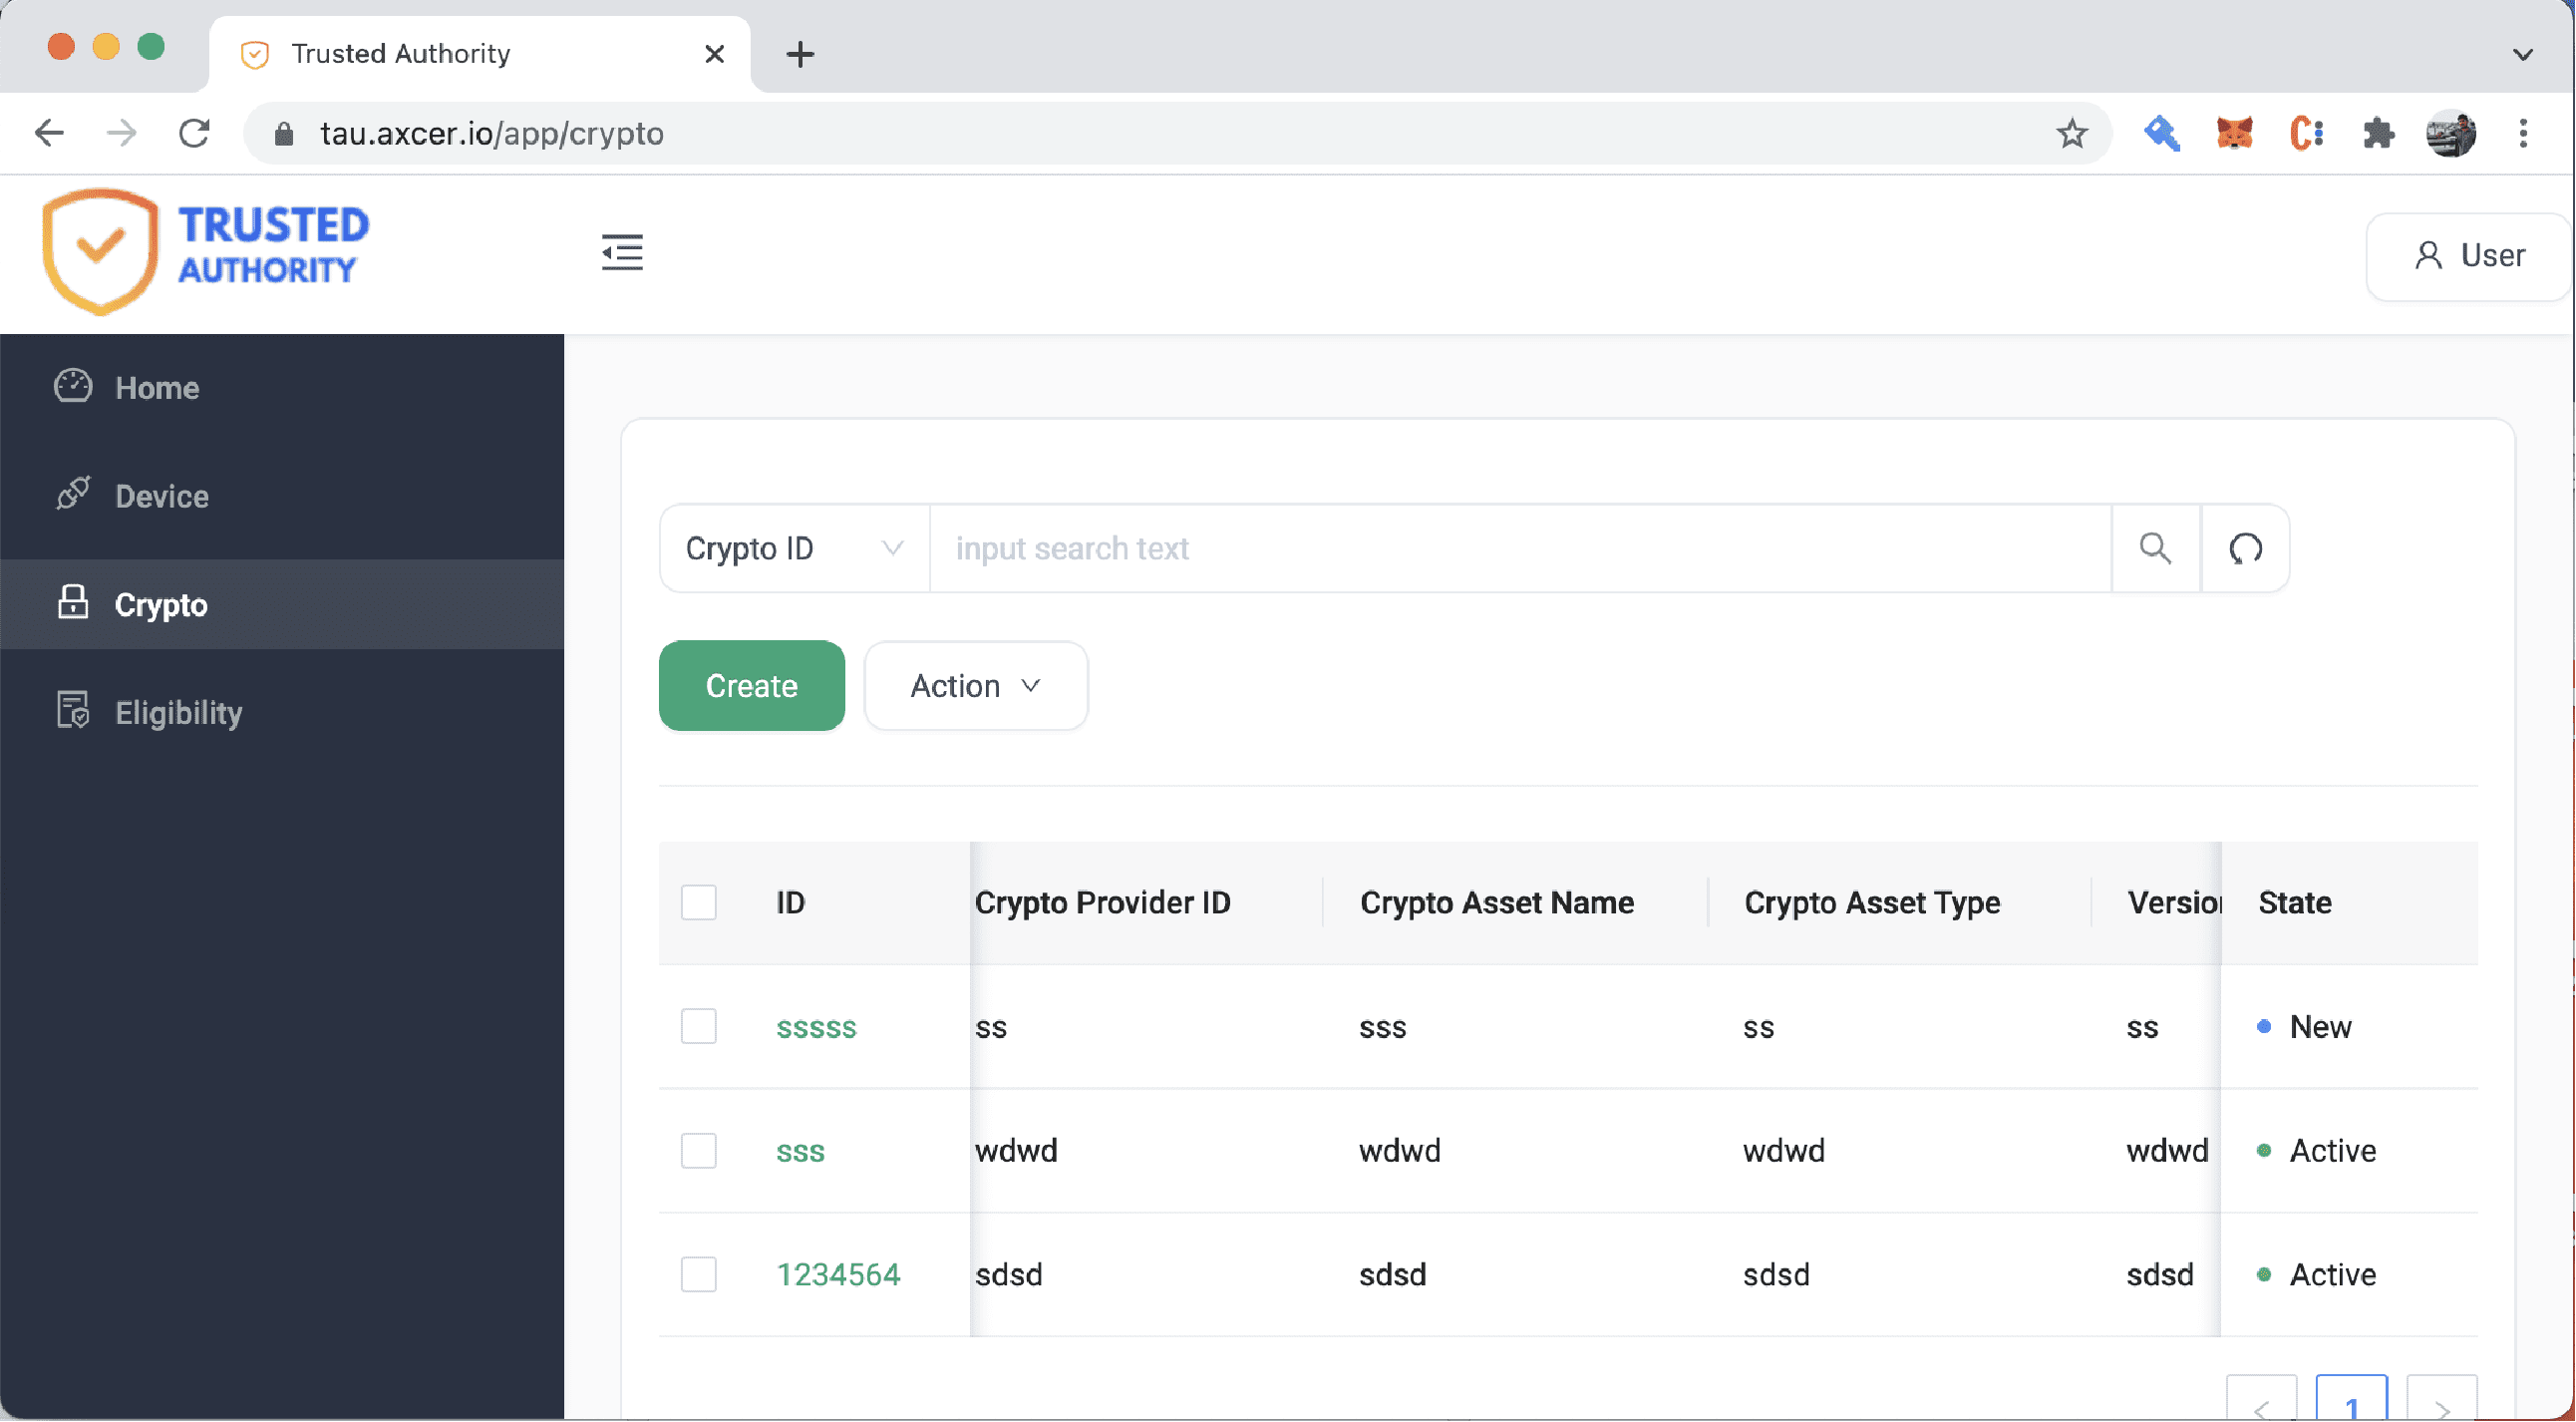 Trusted Authority
tau.axcer.io/app/crypto
TRUSTED
AUTHORITY
User
Home
Device
Crypto
Eligibility
Crypto ID input search text
Create Action
ID Crypto Provider ID Crypto Asset Name Crypto Asset Type Version State
sssss ss sss ss ss New
sss wdwd wdwd wdwd wdwd Active
1234564 sdsd sdsd sdsd sdsd Active
1